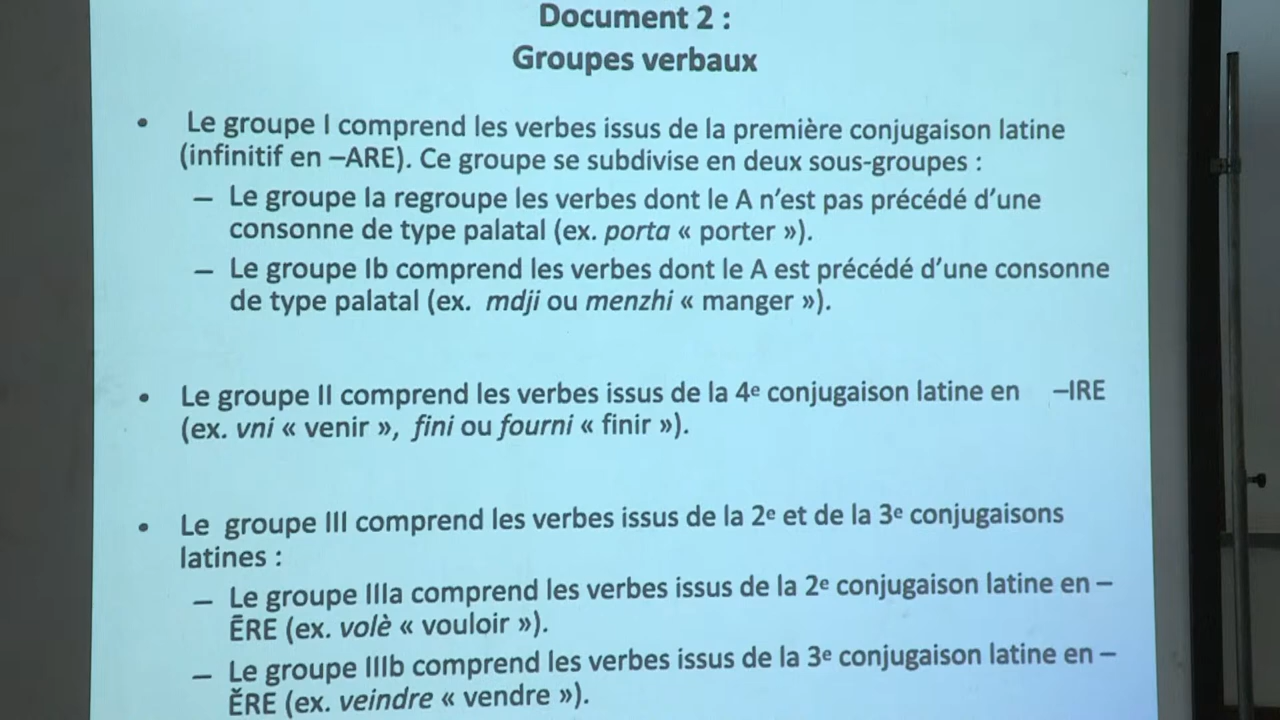 Document 2 :
Groupes verbaux
• Le groupe I comprend les verbes issus de la première conjugaison latine
(infinitif en –ARE). Ce groupe se subdivise en deux sous-groupes :
– Le groupe Ia regroupe les verbes dont le A n’est pas précédé d’une
consonne de type palatal (ex. porta « porter »).
– Le groupe Ib comprend les verbes dont le A est précédé d’une consonne
de type palatal (ex. mdji ou menzhi « manger »).
• Le groupe II comprend les verbes issus de la 4e conjugaison latine en –IRE
(ex. vni « venir », fini ou fourni « finir »).
• Le groupe III comprend les verbes issus de la 2e et de la 3e conjugaisons
latines :
– Le groupe IIIa comprend les verbes issus de la 2e conjugaison latine en –
ĒRE (ex. volè « vouloir »).
– Le groupe IIIb comprend les verbes issus de la 3e conjugaison latine en –
ĔRE (ex. veindre « vendre »).